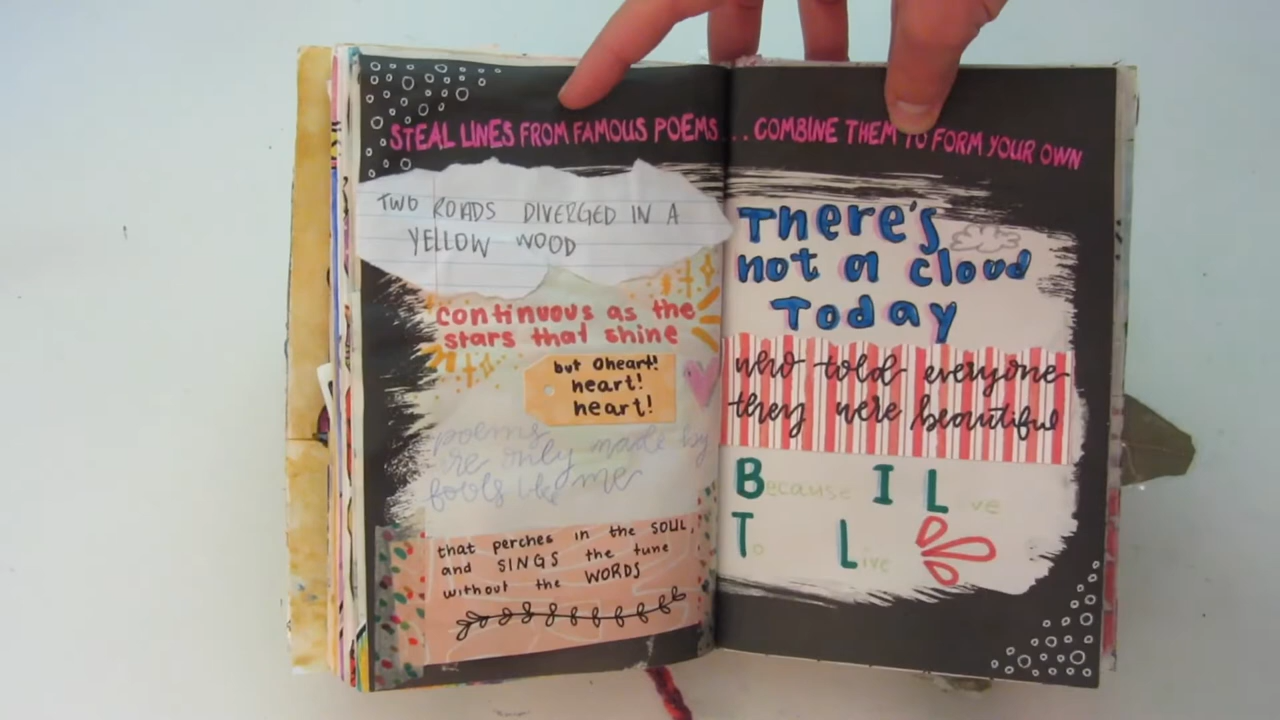 STEAL LINES FROM FAMOUS POEMS... COMBINE THEM TO FORM YOUR OWN
TWO ROADS DIVERGED IN A
YELLOW WOOD
continuous as the
stars that shine
but Oheart!
heart!
heart!
poems
are only made by
fools like me
that perches in the SOUL,
and SINGS the tune
without the WORDS
There's
not a cloud
Today
who told everyone
they were beautiful
Because I L ve
To Live